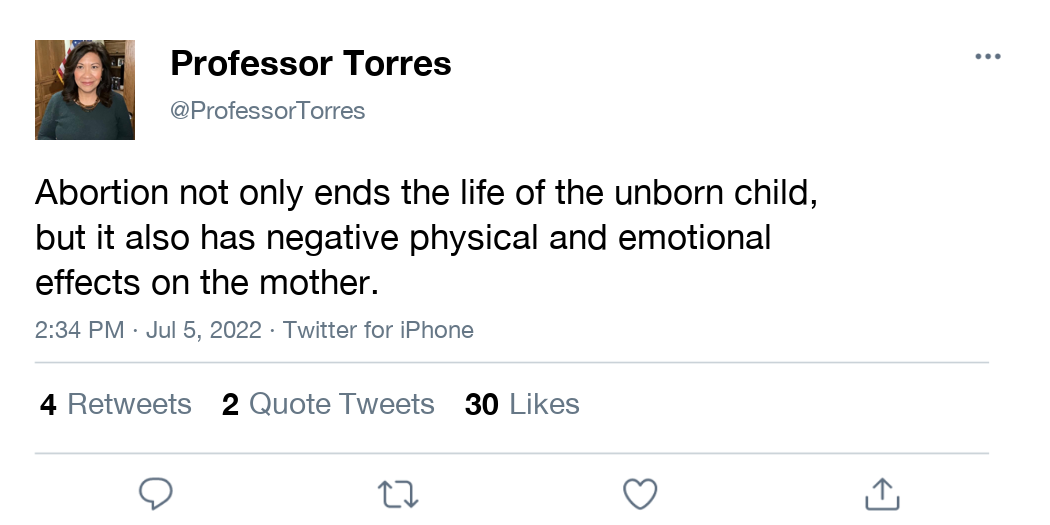 Professor Torres
@ProfessorTorres
Abortion not only ends the life of the unborn child,
but it also has negative physical and emotional
effects on the mother.
2:34 PM · Jul 5, 2022 · Twitter for iPhone
4 Retweets 2 Quote Tweets 30 Likes